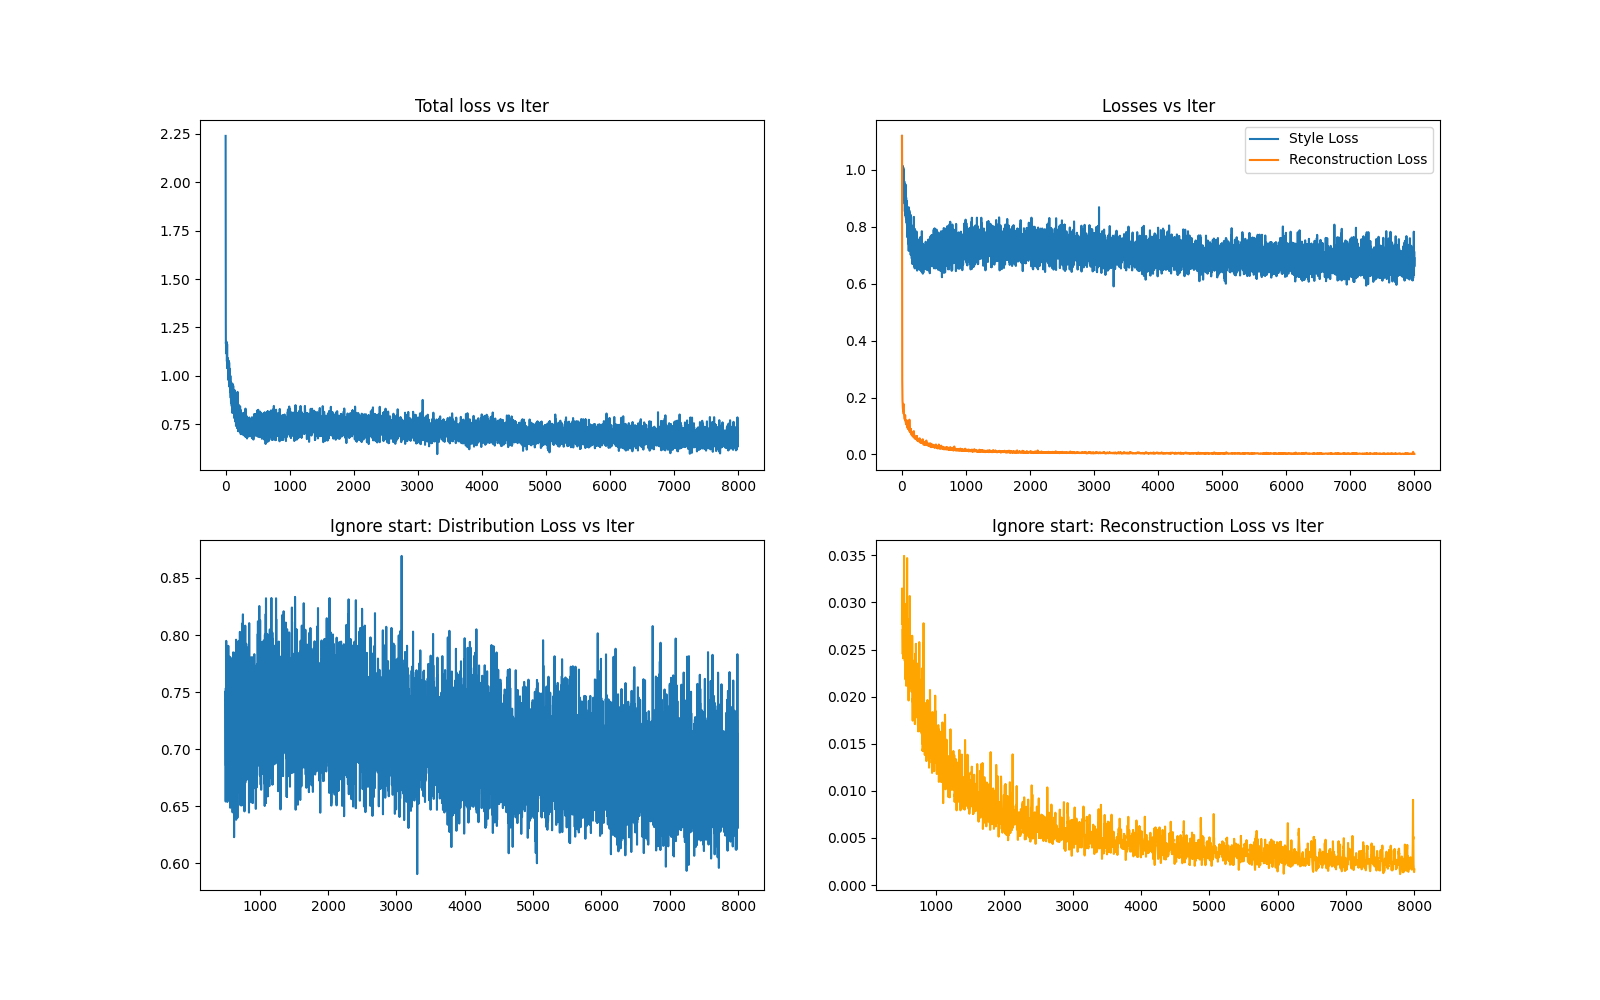 Total loss vs Iter
2.25
2.00
1.75
1.50
1.25
1.00
0.75
0 1000 2000 3000 4000 5000 6000 7000 8000
Losses vs Iter
Style Loss
Reconstruction Loss
1.0
0.8
0.6
0.4
0.2
0.0
0 1000 2000 3000 4000 5000 6000 7000 8000
Ignore start: Distribution Loss vs Iter
0.85
0.80
0.75
0.70
0.65
0.60
1000 2000 3000 4000 5000 6000 7000 8000
Ignore start: Reconstruction Loss vs Iter
0.035
0.030
0.025
0.020
0.015
0.010
0.005
0.000
1000 2000 3000 4000 5000 6000 7000 8000